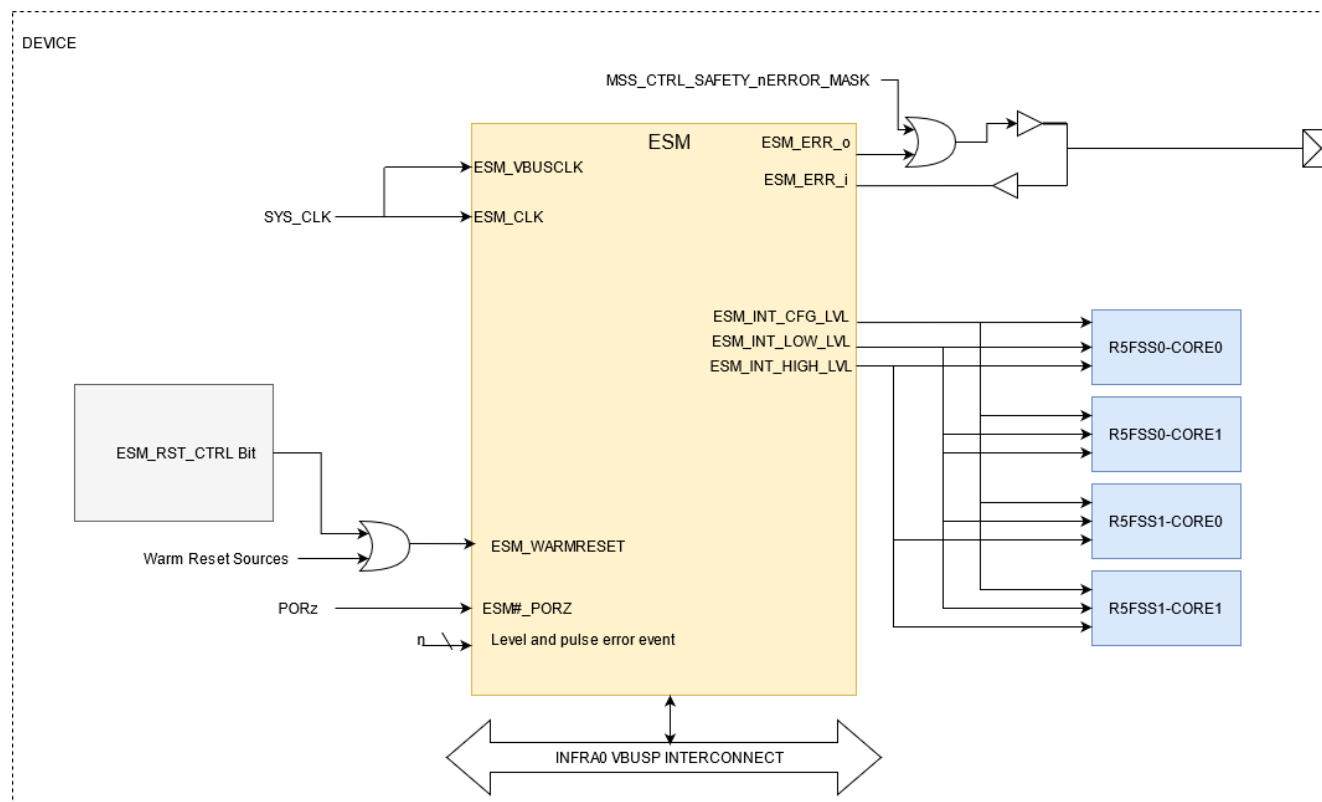 DEVICE
MSS_CTRL_SAFETY_nERROR_MASK
ESM
ESM_ERR_o
ESM_VBUSCLK
ESM_ERR_i
SYS_CLK
ESM_CLK
ESM_INT_CFG_LVL
ESM_INT_LOW_LVL
R5FSS0-CORE0
ESM_INT_HIGH_LVL
R5FSS0-CORE1
ESM_RST_CTRL Bit
R5FSS1-CORE0
ESM_WARMRESET
Warm Reset Sources
PORz
ESM#_PORZ
R5FSS1-CORE1
n
Level and pulse error event
INFRA0 VBUSP INTERCONNECT